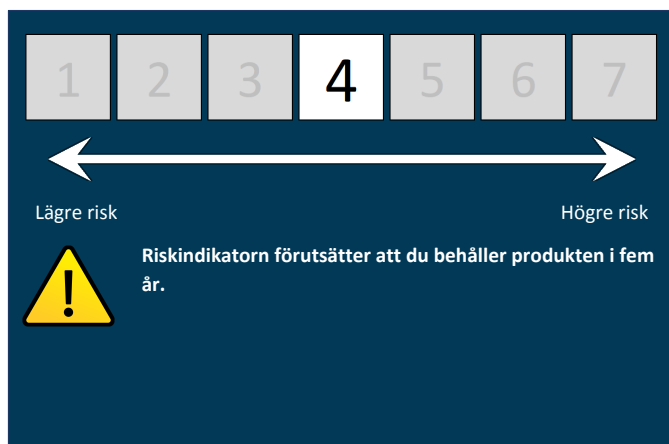 1 2 3 4 5 6 7
Lägre risk Högre risk
Riskindikatorn förutsätter att du behåller produkten i fem
år.